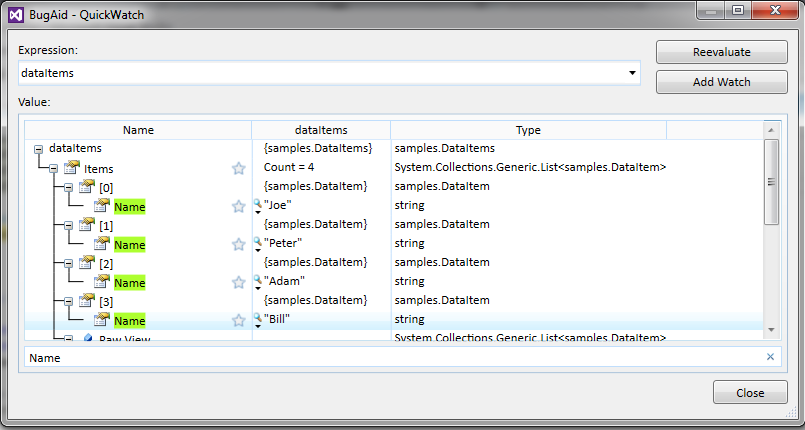 BugAid - QuickWatch
Expression:
Reevaluate
dataItems
Add Watch
Value:
Name dataItems Type
dataItems {samples.DataItems} samples.DataItems
Items Count = 4 System.Collections.Generic.List<samples.DataItem>
[0] {samples.DataItem} samples.DataItem
Name "Joe" string
[1] {samples.DataItem} samples.DataItem
Name "Peter" string
[2] {samples.DataItem} samples.DataItem
Name "Adam" string
[3] {samples.DataItem} samples.DataItem
Name "Bill" string
Raw View System.Collections.Generic.List<samples.DataItem>
Name
Close